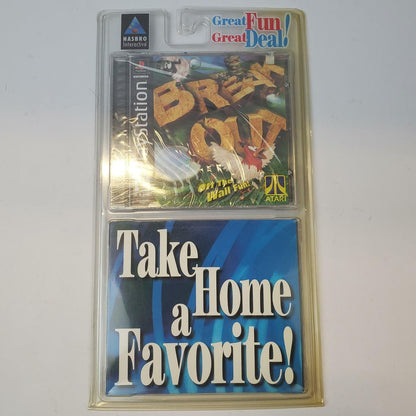 HASBRO
Interactive
Great Fun
Great Deal!
PlayStation
BREAK
OUT
Off The
Wall Fun!
ATARI
Take
Home
a
Favorite!